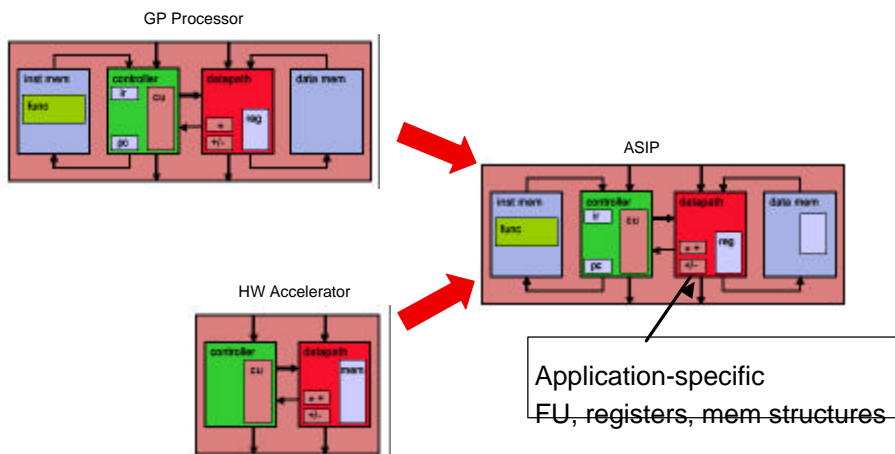 GP Processor
inst mem
controller
datapath
data mem
ir
cu
func
reg
+
pc
+/-
ASIP
inst mem
controller
datapath
data mem
ir
cu
func
reg
* +
pc
+/-
HW Accelerator
controller
datapath
cu
mem
* +
+/-
Application-specific
FU, registers, mem structures